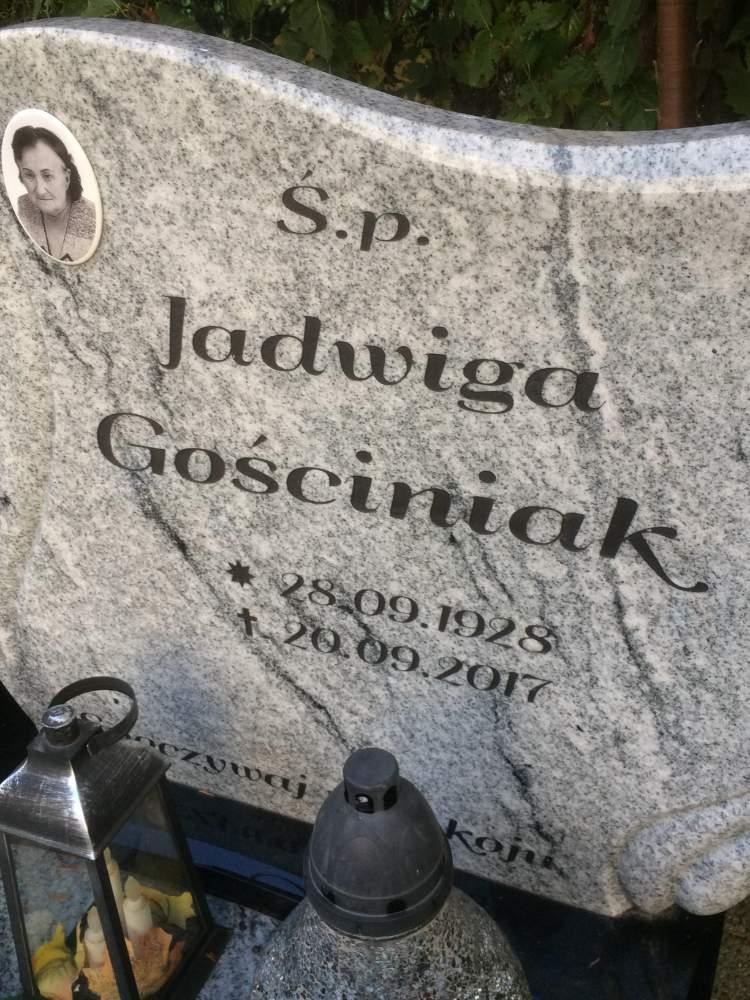 Ś.p.
Jadwiga
Gościniak
* 28.09.1928
† 20.09.2017